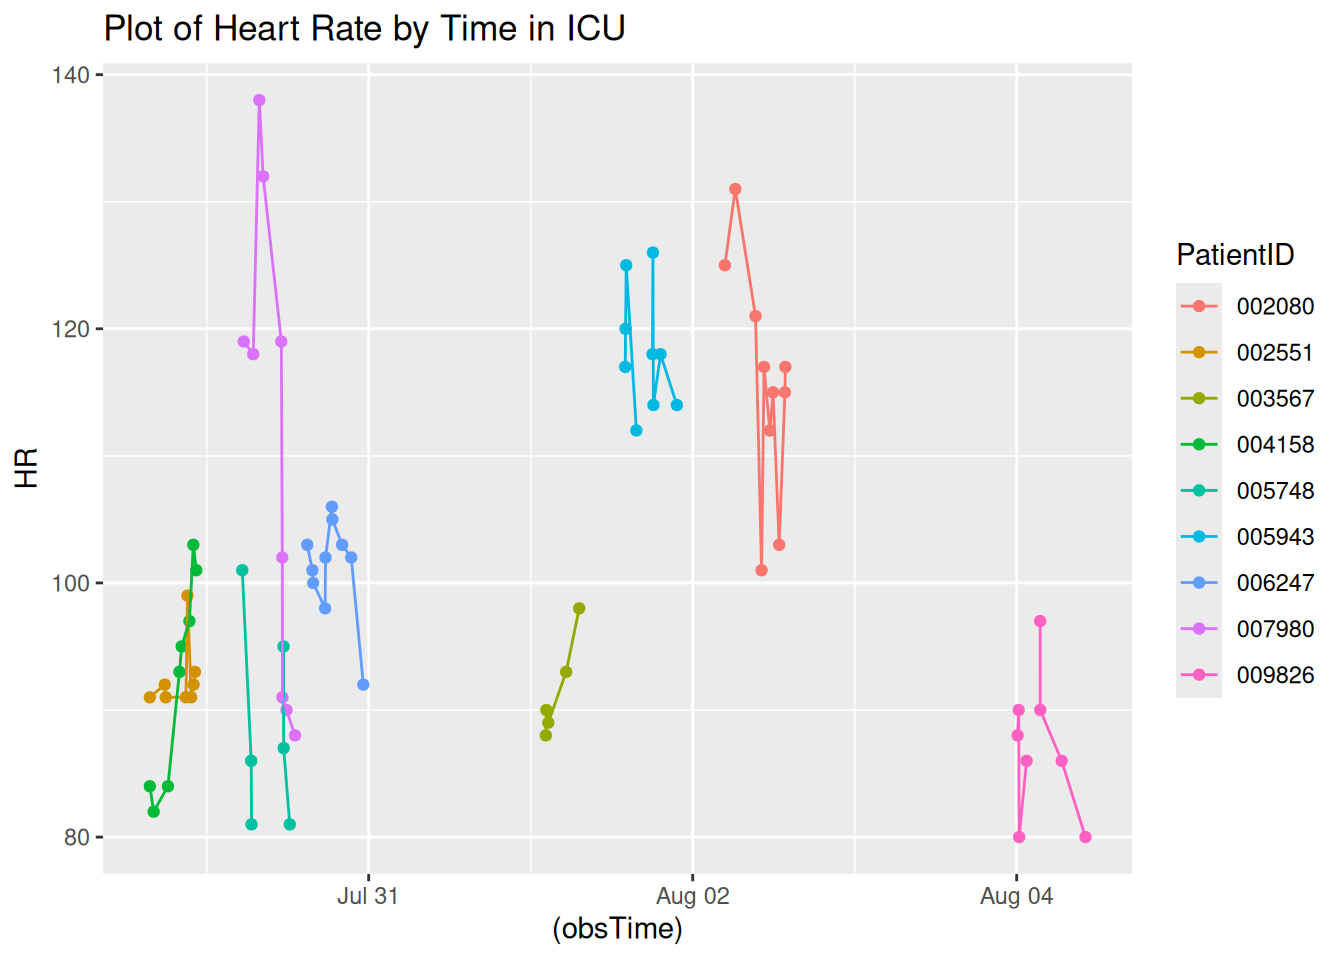 Plot of Heart Rate by Time in ICU
140
120
100
80
HR
Jul 31
Aug 02
Aug 04
(obsTime)
PatientID
002080
002551
003567
004158
005748
005943
006247
007980
009826